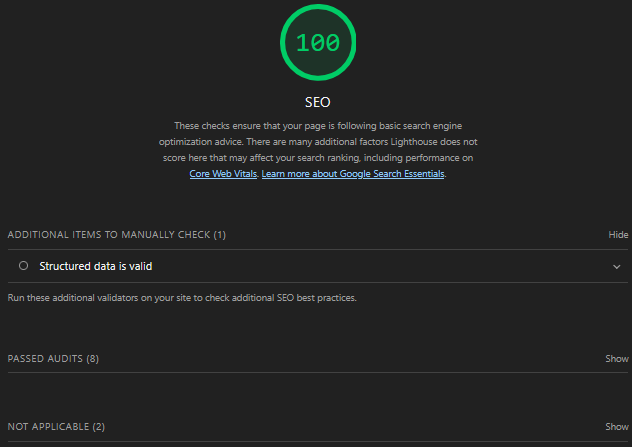 100
SEO
These checks ensure that your page is following basic search engine
optimization advice. There are many additional factors Lighthouse does not
score here that may affect your search ranking, including performance on
Core Web Vitals. Learn more about Google Search Essentials.
ADDITIONAL ITEMS TO MANUALLY CHECK (1) Hide
Structured data is valid
Run these additional validators on your site to check additional SEO best practices.
PASSED AUDITS (8) Show
NOT APPLICABLE (2) Show